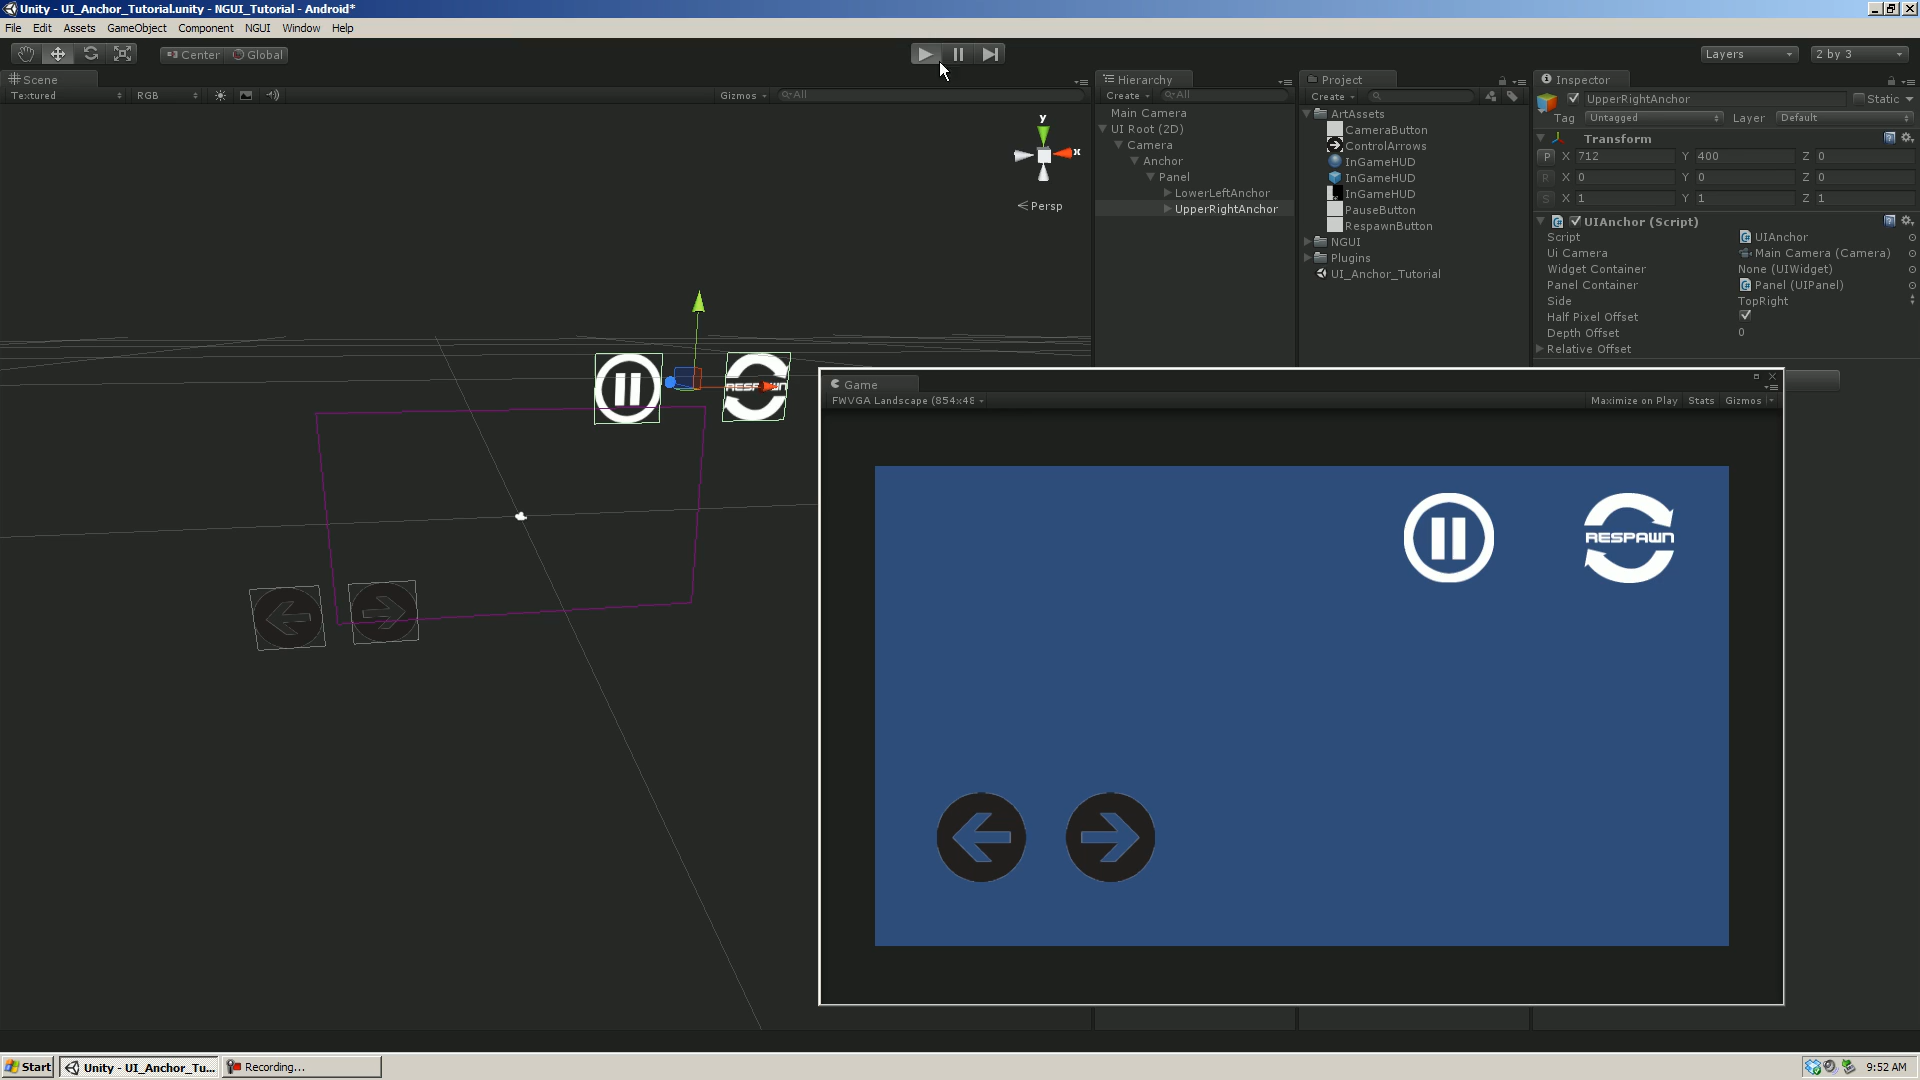 Unity - UI_Anchor_Tutorial.unity - NGUI_Tutorial - Android*
File Edit Assets GameObject Component NGUI Window Help
Center Global Layers 2 by 3
Scene
Textured RGB Gizmos All
y
x
Persp
Hierarchy
Create All
Main Camera
UI Root (2D)
Camera
Anchor
Panel
LowerLeftAnchor
UpperRightAnchor
Project
Create
ArtAssets
CameraButton
ControlArrows
InGameHUD
InGameHUD
InGameHUD
PauseButton
RespawnButton
NGUI
Plugins
UI_Anchor_Tutorial
Inspector
UpperRightAnchor Static
Tag Untagged Layer Default
Transform
P X 712 Y 400 Z 0
R X 0 Y 0 Z 0
S X 1 Y 1 Z 1
UIAnchor (Script)
Script UIAnchor
Ui Camera Main Camera (Camera)
Widget Container None (UIWidget)
Panel Container Panel (UIPanel)
Side TopRight
Half Pixel Offset
Depth Offset 0
Relative Offset
RESPAWN
Game
FWVGA Landscape (854x48 Maximize on Play Stats Gizmos
RESPAWN
Start Unity - UI_Anchor_Tu... Recording... 9:52 AM